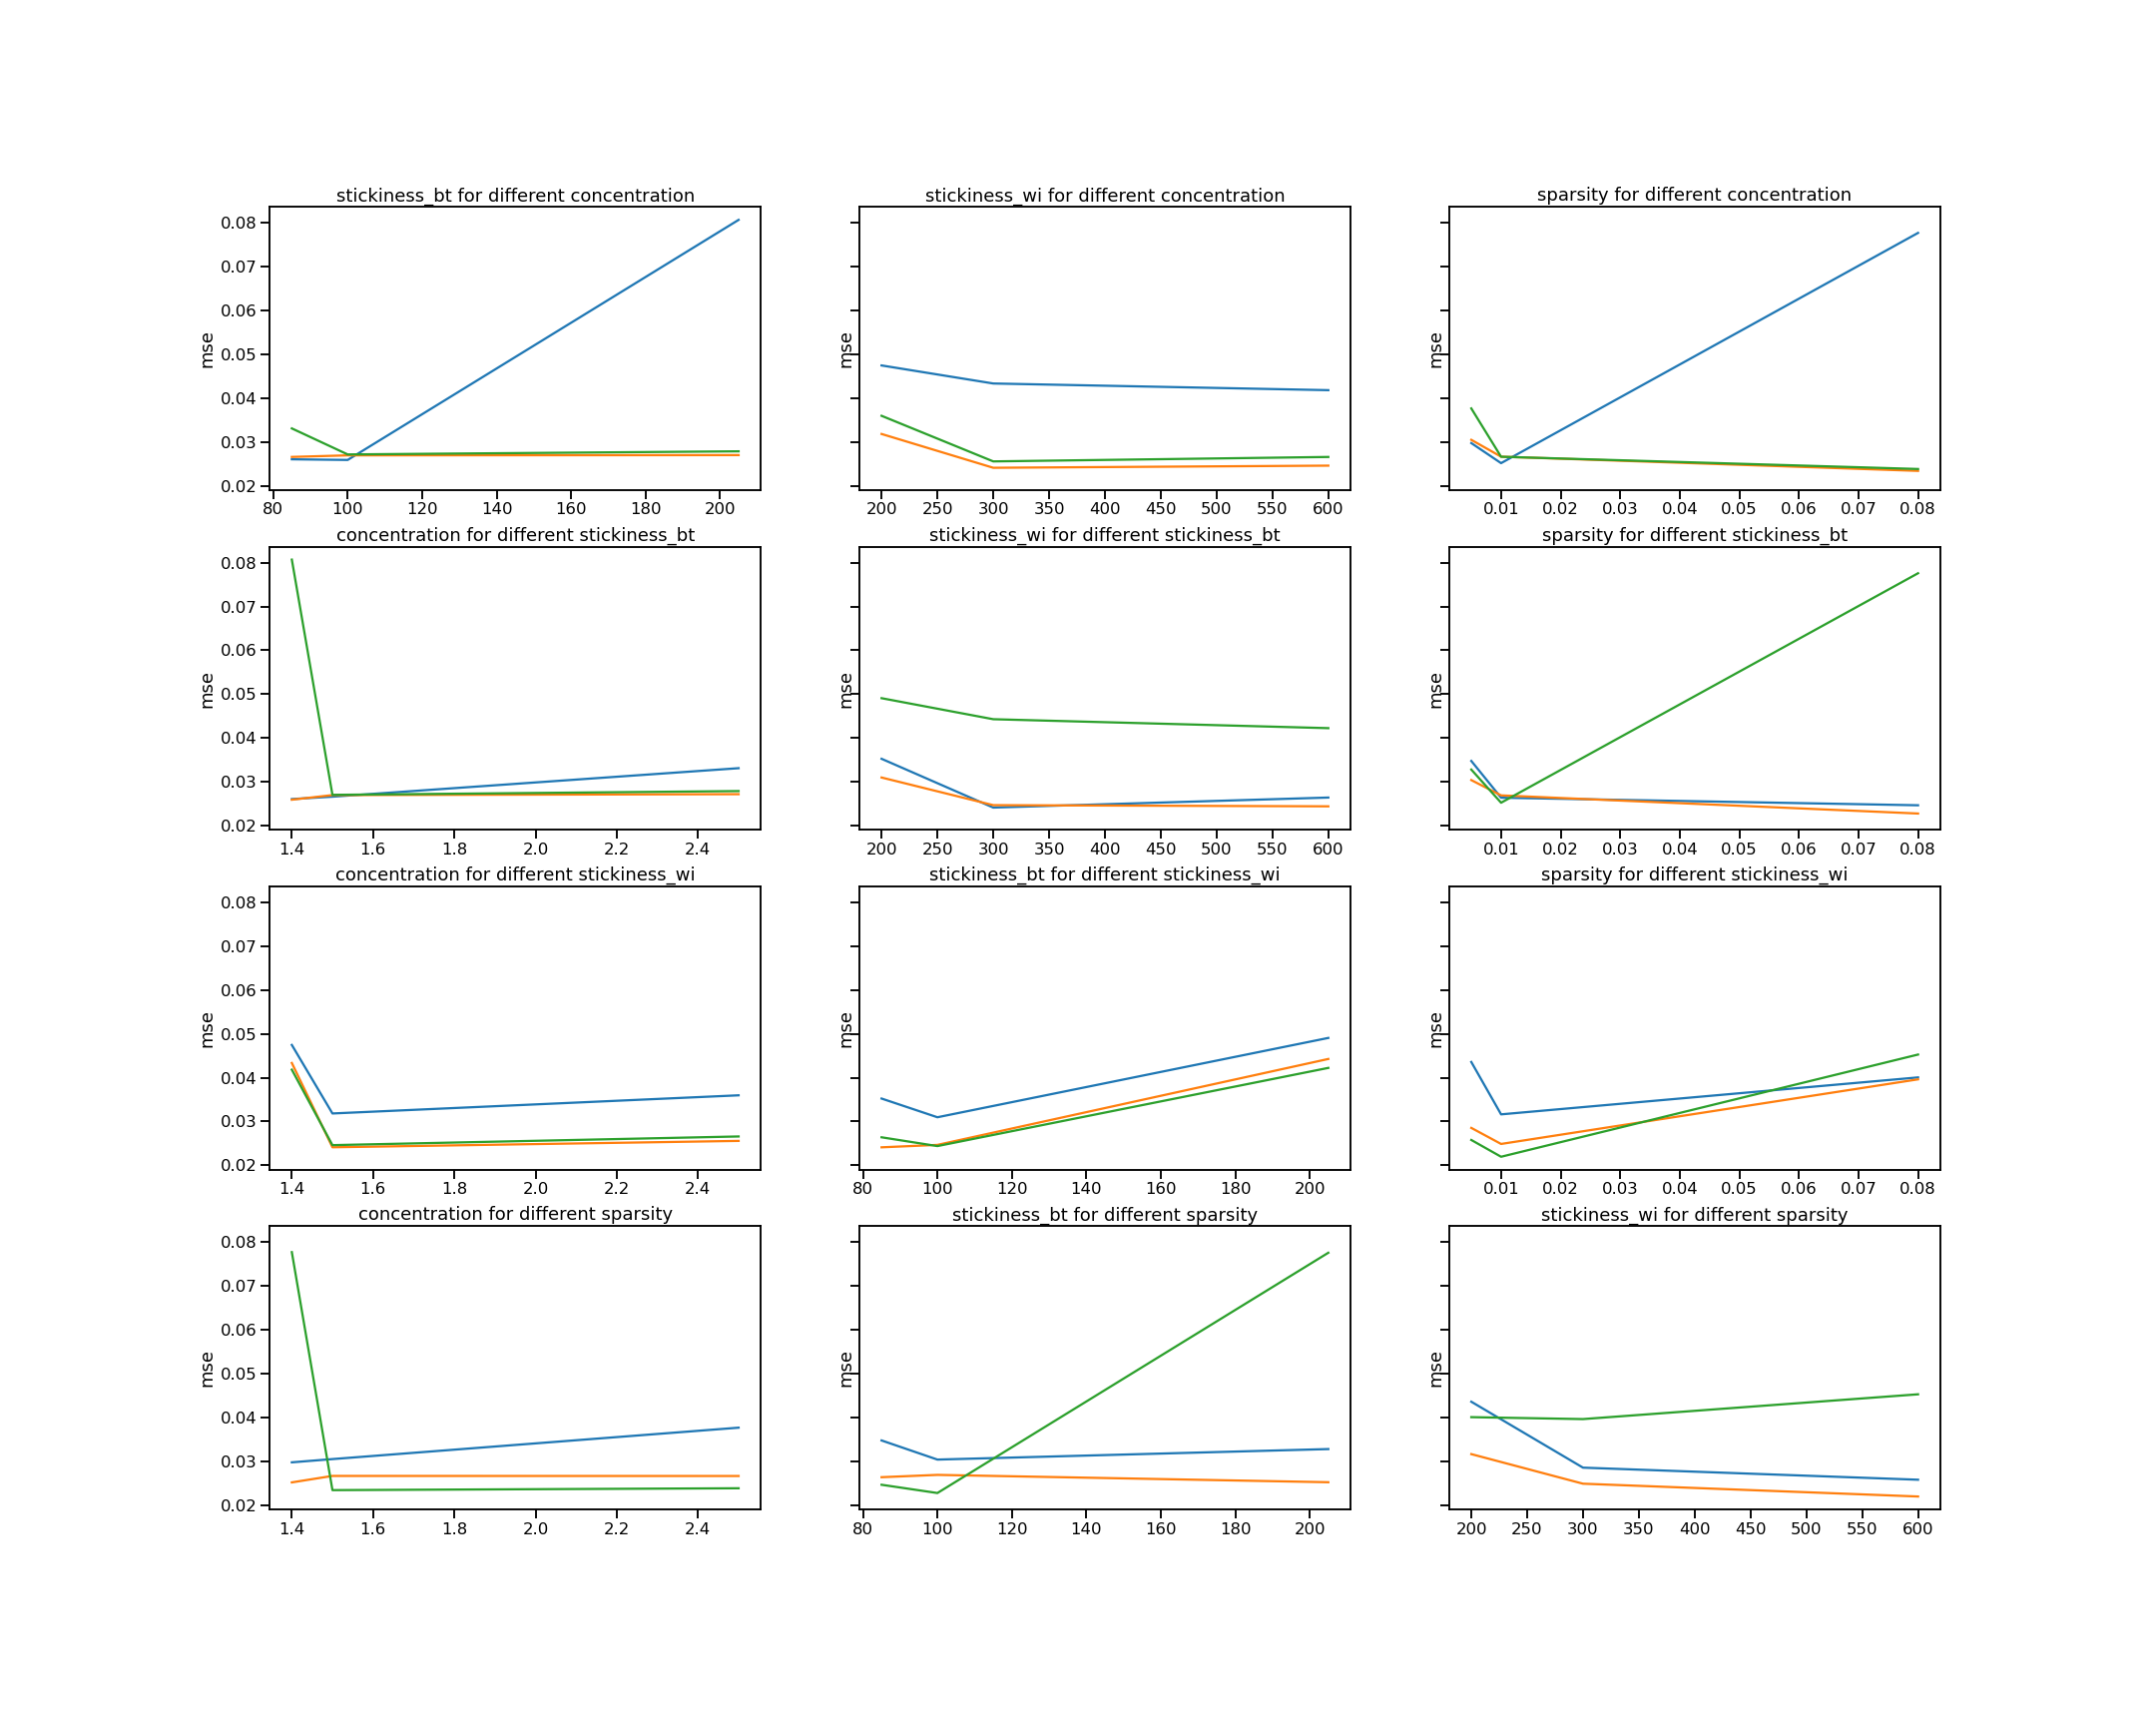 stickiness_bt for different concentration
stickiness_wi for different concentration
sparsity for different concentration
mse
0.08
0.07
0.06
0.05
0.04
0.03
0.02
80 100 120 140 160 180 200
mse
200 250 300 350 400 450 500 550 600
mse
0.01 0.02 0.03 0.04 0.05 0.06 0.07 0.08
concentration for different stickiness_bt
stickiness_wi for different stickiness_bt
sparsity for different stickiness_bt
mse
0.08
0.07
0.06
0.05
0.04
0.03
0.02
1.4 1.6 1.8 2.0 2.2 2.4
mse
200 250 300 350 400 450 500 550 600
mse
0.01 0.02 0.03 0.04 0.05 0.06 0.07 0.08
concentration for different stickiness_wi
stickiness_bt for different stickiness_wi
sparsity for different stickiness_wi
mse
0.08
0.07
0.06
0.05
0.04
0.03
0.02
1.4 1.6 1.8 2.0 2.2 2.4
mse
80 100 120 140 160 180 200
mse
0.01 0.02 0.03 0.04 0.05 0.06 0.07 0.08
concentration for different sparsity
stickiness_bt for different sparsity
stickiness_wi for different sparsity
mse
0.08
0.07
0.06
0.05
0.04
0.03
0.02
1.4 1.6 1.8 2.0 2.2 2.4
mse
80 100 120 140 160 180 200
mse
200 250 300 350 400 450 500 550 600